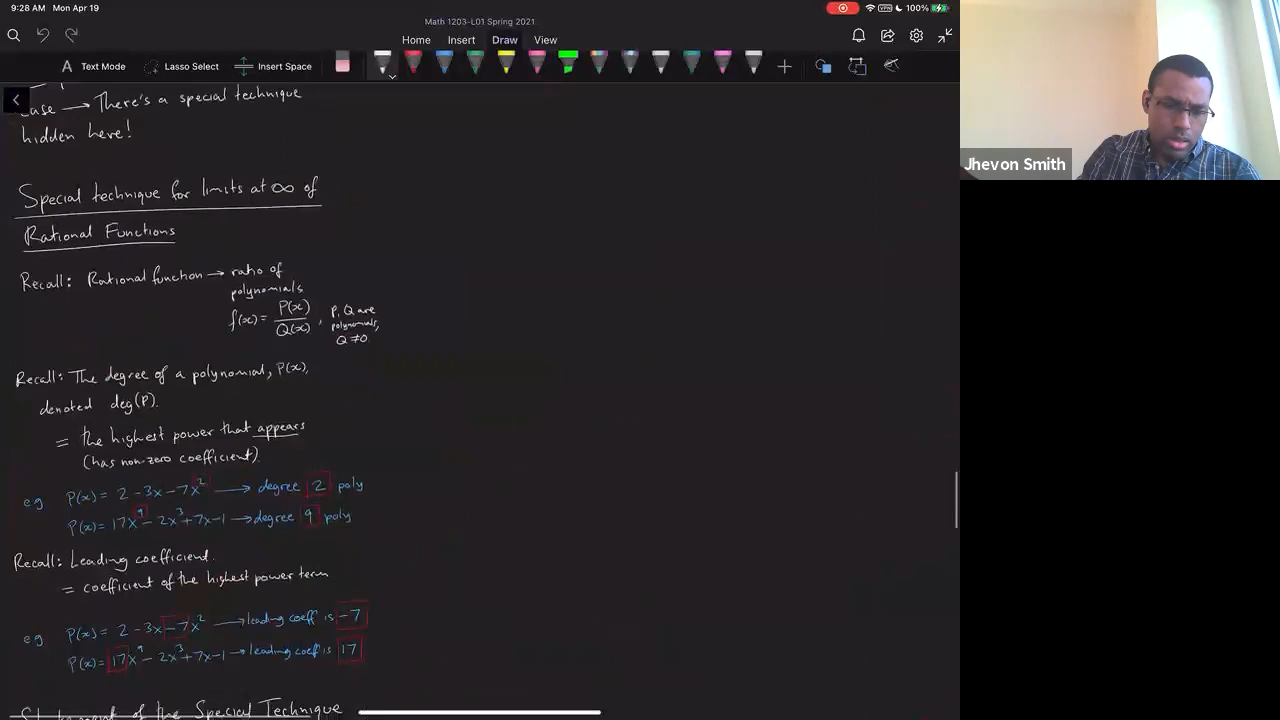 9:28 AM Mon Apr 19
VPN 100%
Math 1203-L01 Spring 2021
Home Insert Draw View
Text Mode Lasso Select Insert Space
case → There's a special technique
hidden here!
Special technique for limits at ∞ of
Rational Functions
Recall: Rational function → ratio of
polynomials
f(x) = P(x)/Q(x), P, Q are
polynomials,
Q ≠ 0.
Recall: The degree of a polynomial, P(x),
denoted deg(P).
= the highest power that appears
(has non-zero coefficient).
e.g P(x) = 2 - 3x - 7x² → degree 2 poly
P(x) = 17x⁹ - 2x³ + 7x - 1 → degree 9 poly
Recall: Leading coefficient.
= coefficient of the highest power term
e.g P(x) = 2 - 3x - 7x² → leading coeff is -7
P(x) = 17x⁹ - 2x³ + 7x - 1 → leading coeff is 17
of the Special Technique
Jhevon Smith